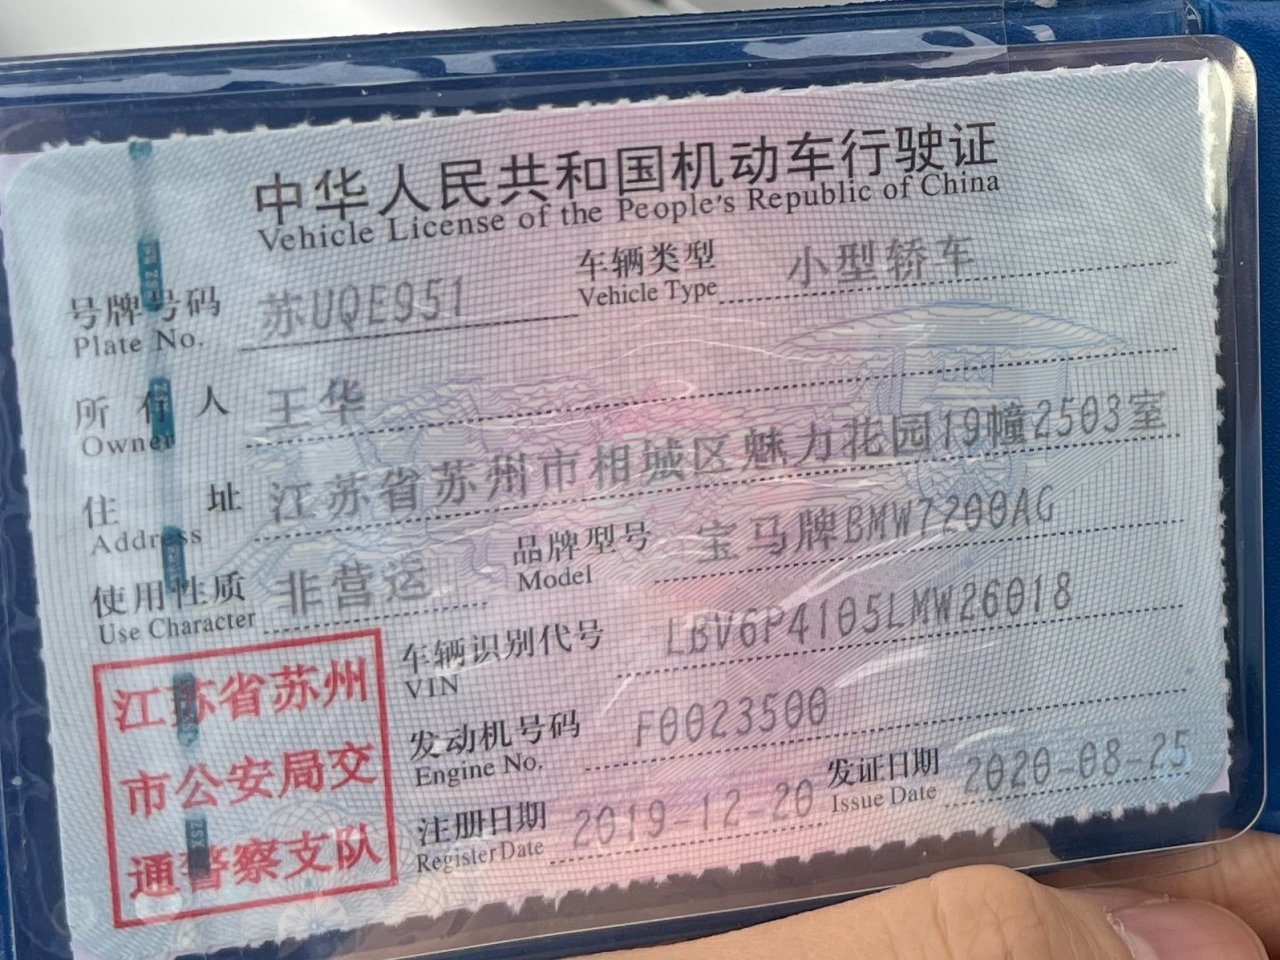 中华人民共和国机动车行驶证
Vehicle License of the People's Republic of China
号牌号码 苏UQE951 车辆类型 小型轿车
Plate No. Vehicle Type
所有人 王华
Owner
住址 江苏省苏州市相城区魅力花园19幢2503室
Address
使用性质 非营运 品牌型号 宝马牌BMW7200AG
Use Character Model
车辆识别代号 LBV6P4105LMW26018
VIN
发动机号码 F0023500
Engine No.
注册日期 2019-12-20 发证日期 2020-08-25
Register Date Issue Date
江苏省苏州
市公安局交
通警察支队